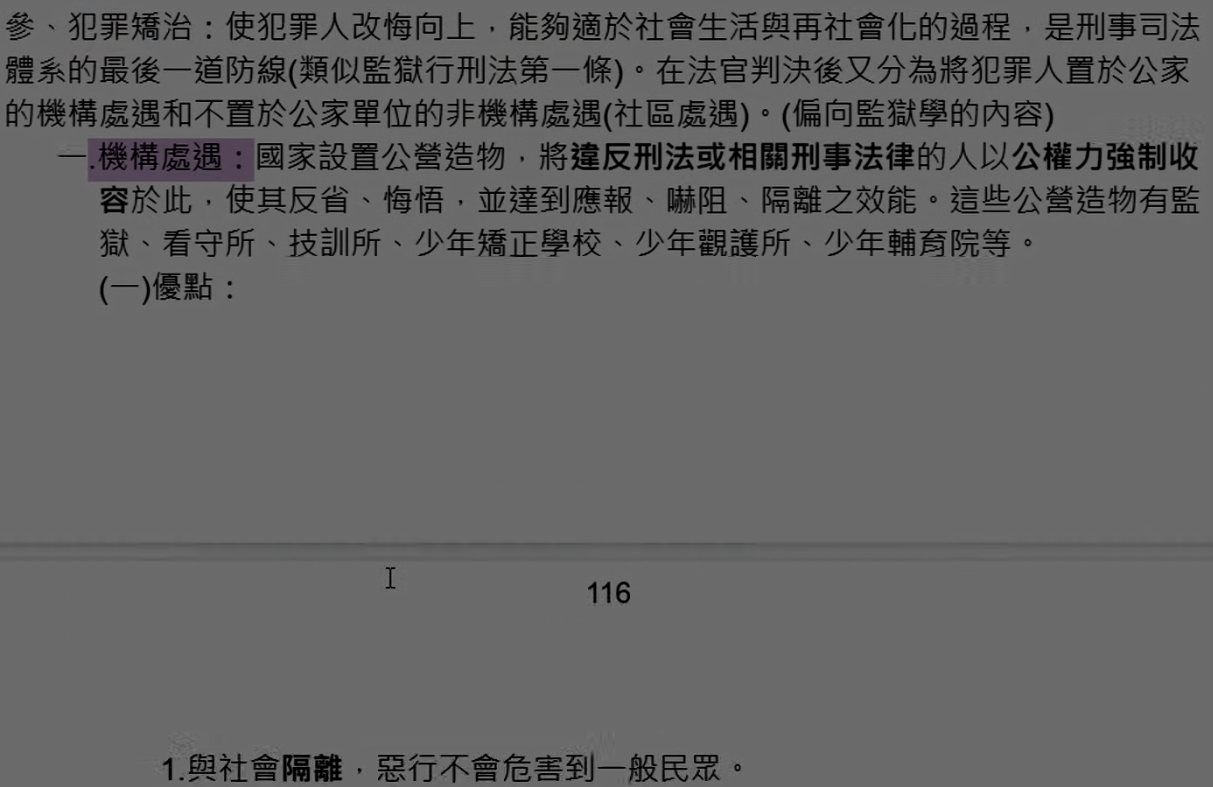 參、犯罪矯治：使犯罪人改悔向上，能夠適於社會生活與再社會化的過程，是刑事司法
體系的最後一道防線(類似監獄行刑法第一條)。在法官判決後又分為將犯罪人置於公家
的機構處遇和不置於公家單位的非機構處遇(社區處遇)。(偏向監獄學的內容)
一.機構處遇：國家設置公營造物，將違反刑法或相關刑事法律的人以公權力強制收
容於此，使其反省、悔悟，並達到應報、嚇阻、隔離之效能。這些公營造物有監
獄、看守所、技訓所、少年矯正學校、少年觀護所、少年輔育院等。
(一)優點：
116
1.與社會隔離，惡行不會危害到一般民眾。